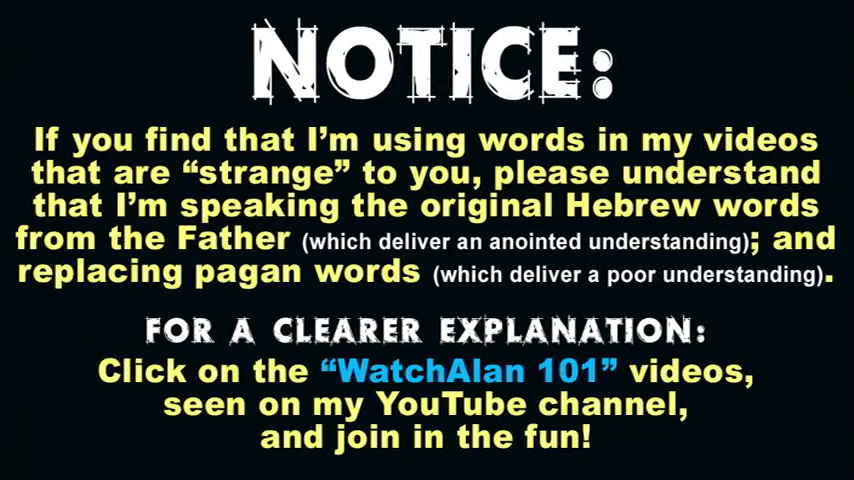 NOTICE:
If you find that I'm using words in my videos
that are “strange” to you, please understand
that I'm speaking the original Hebrew words
from the Father (which deliver an anointed understanding); and
replacing pagan words (which deliver a poor understanding).
FOR A CLEARER EXPLANATION:
Click on the “WatchAlan 101” videos,
seen on my YouTube channel,
and join in the fun!